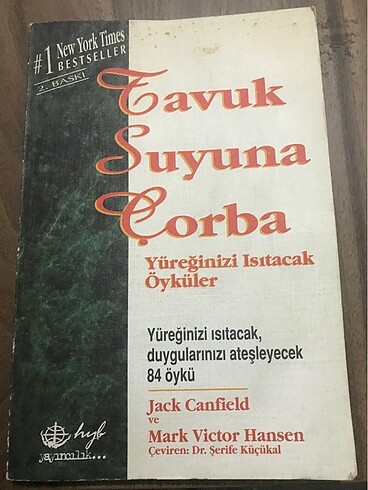 #1 New York Times
BESTSELLER
2. BASKI
Tavuk
Suyuna
Çorba
Yüreğinizi Isıtacak
Öyküler
Yüreğinizi ısıtacak,
duygularınızı ateşleyecek
84 öykü
Jack Canfield
ve
Mark Victor Hansen
Çeviren: Dr. Şerife Küçükal
hyb
yayıncılık...